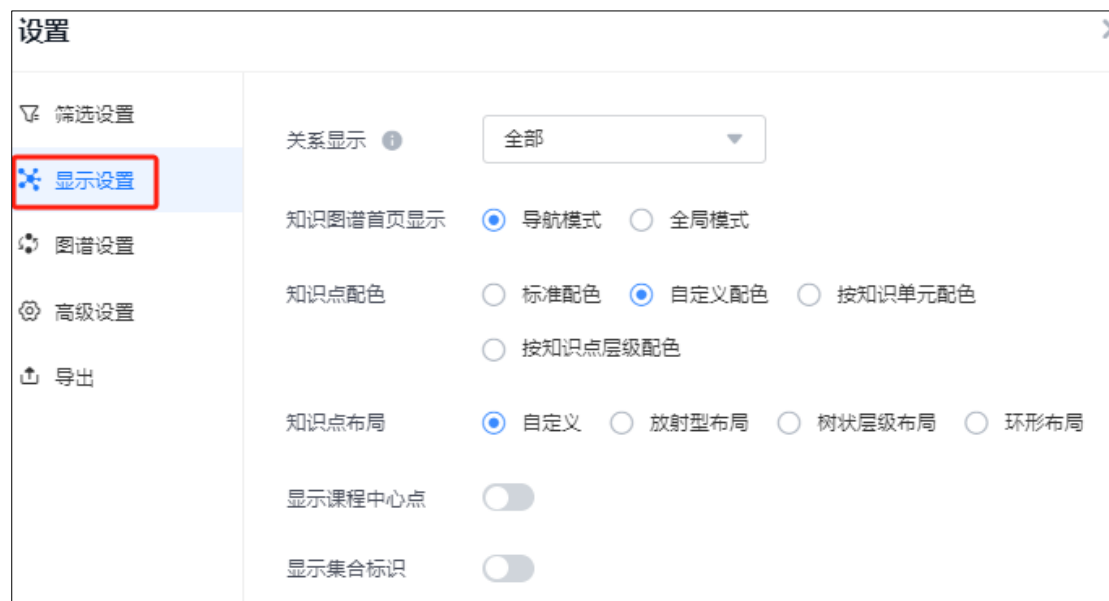 设置
筛选设置
显示设置
图谱设置
高级设置
导出
关系显示 全部
知识图谱首页显示 导航模式 全局模式
知识点配色 标准配色 自定义配色 按知识单元配色
按知识点层级配色
知识点布局 自定义 放射型布局 树状层级布局 环形布局
显示课程中心点
显示集合标识